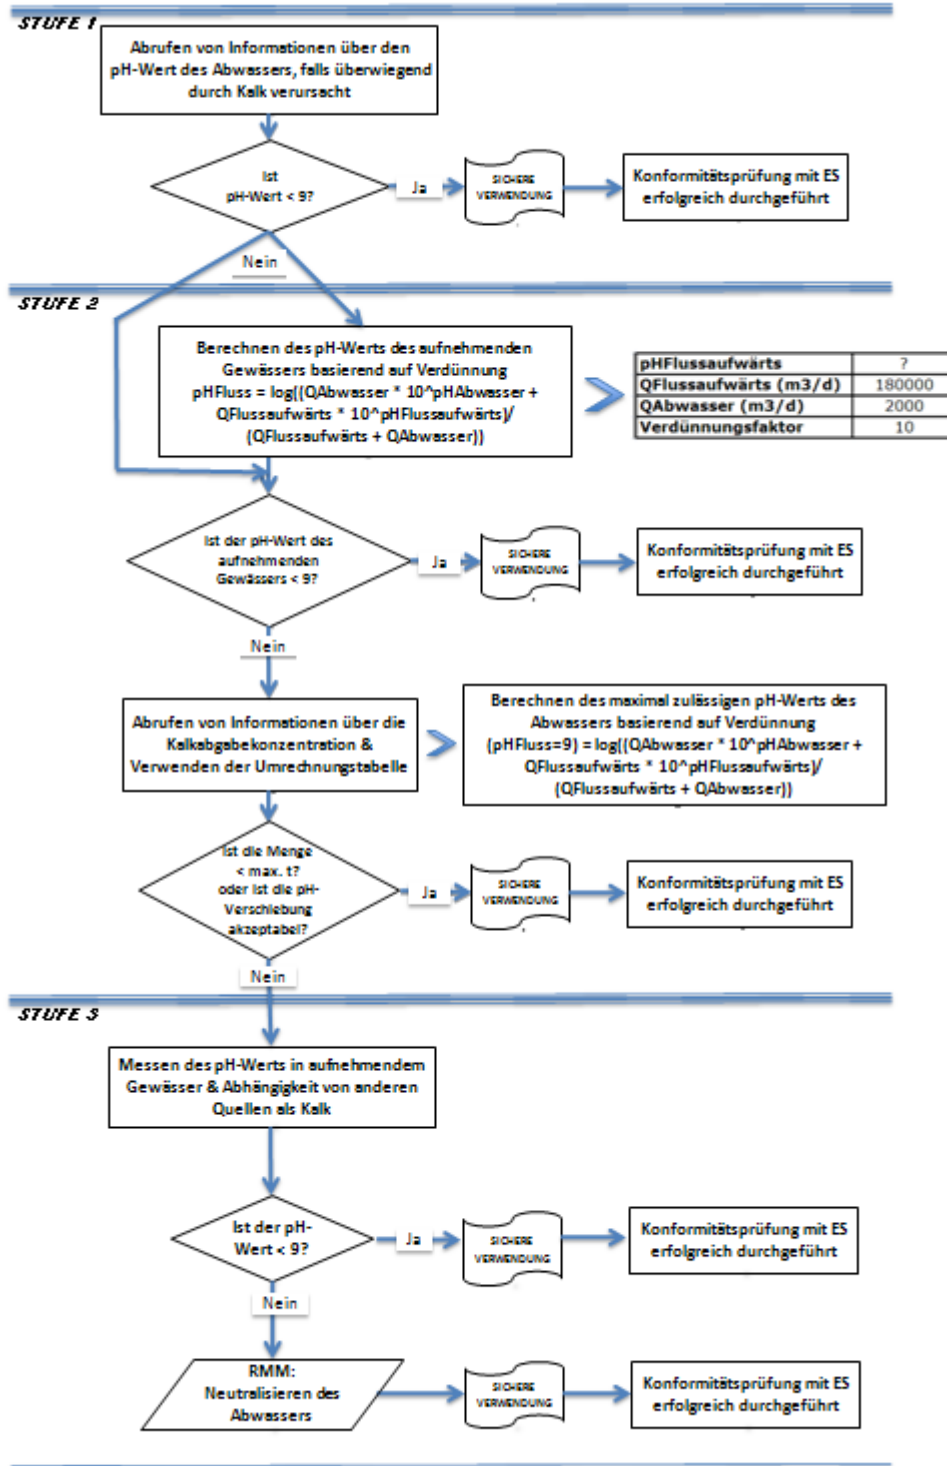 STUFE 1
Abrufen von Informationen über den
pH-Wert des Abwassers, falls überwiegend
durch Kalk verursacht
Ist
pH-Wert < 9?
Ja
SICHERE
VERWENDUNG
Konformitätsprüfung mit ES
erfolgreich durchgeführt
Nein
STUFE 2
Berechnen des pH-Werts des aufnehmenden
Gewässers basierend auf Verdünnung
pHFluss = log((QAbwasser * 10^pHAbwasser +
QFlussaufwärts * 10^pHFlussaufwärts)/
(QFlussaufwärts + QAbwasser))
pHFlussaufwärts ?
QFlussaufwärts (m3/d) 180000
QAbwasser (m3/d) 2000
Verdünnungsfaktor 10
Ist der pH-Wert des
aufnehmenden
Gewässers < 9?
Ja
SICHERE
VERWENDUNG
Konformitätsprüfung mit ES
erfolgreich durchgeführt
Nein
Abrufen von Informationen über die
Kalkabgabekonzentration &
Verwenden der Umrechnungstabelle
Berechnen des maximal zulässigen pH-Werts des
Abwassers basierend auf Verdünnung
(pHFluss=9) = log((QAbwasser * 10^pHAbwasser +
QFlussaufwärts * 10^pHFlussaufwärts)/
(QFlussaufwärts + QAbwasser))
Ist die Menge
< max. t?
oder ist die pH-
Verschiebung
akzeptabel?
Ja
SICHERE
VERWENDUNG
Konformitätsprüfung mit ES
erfolgreich durchgeführt
Nein
STUFE 3
Messen des pH-Werts in aufnehmendem
Gewässer & Abhängigkeit von anderen
Quellen als Kalk
Ist der pH-
Wert < 9?
Ja
SICHERE
VERWENDUNG
Konformitätsprüfung mit ES
erfolgreich durchgeführt
Nein
RMM:
Neutralisieren des
Abwassers
SICHERE
VERWENDUNG
Konformitätsprüfung mit ES
erfolgreich durchgeführt